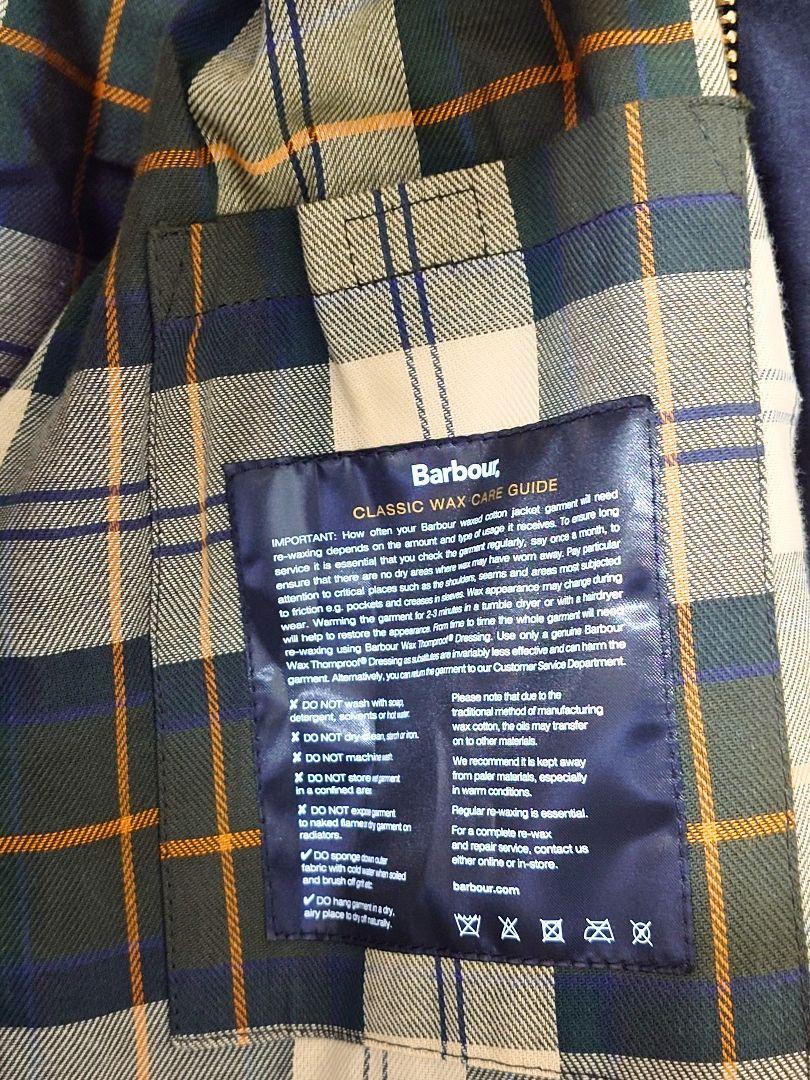 Barbour
CLASSIC WAX CARE GUIDE
IMPORTANT: How often your Barbour waxed cotton jacket garment will need
re-waxing depends on the amount and type of usage it receives. To ensure long
service it is essential that you check the garment regularly, say once a month, to
ensure that there are no dry areas where wax may have worn away. Pay particular
attention to critical places such as the shoulders, seams and areas most subjected
to friction e.g. pockets and creases in sleeves. Wax appearance may change during
wear. Warming the garment for 2-3 minutes in a tumble dryer or with a hairdryer
will help to restore the appearance. From time to time the whole garment will need
re-waxing using Barbour Wax Thornproof® Dressing. Use only a genuine Barbour
Wax Thornproof® Dressing as substitutes are invariably less effective and can harm the
garment. Alternatively, you can return the garment to our Customer Service Department.
✘ DO NOT wash with soap,
detergent, solvents or hot water.
✘ DO NOT dry-clean, starch or iron.
✘ DO NOT machine wash.
✘ DO NOT store wet garment
in a confined area
✘ DO NOT expose garment
to naked flame or dry garment on
radiators.
✔ DO sponge down outer
fabric with cold water when soiled
and brush off grit etc
✔ DO hang garment in a dry,
airy place to dry off naturally.
Please note that due to the
traditional method of manufacturing
wax cotton, the oils may transfer
on to other materials.
We recommend it is kept away
from paler materials, especially
in warm conditions.
Regular re-waxing is essential.
For a complete re-wax
and repair service, contact us
either online or in-store.
barbour.com